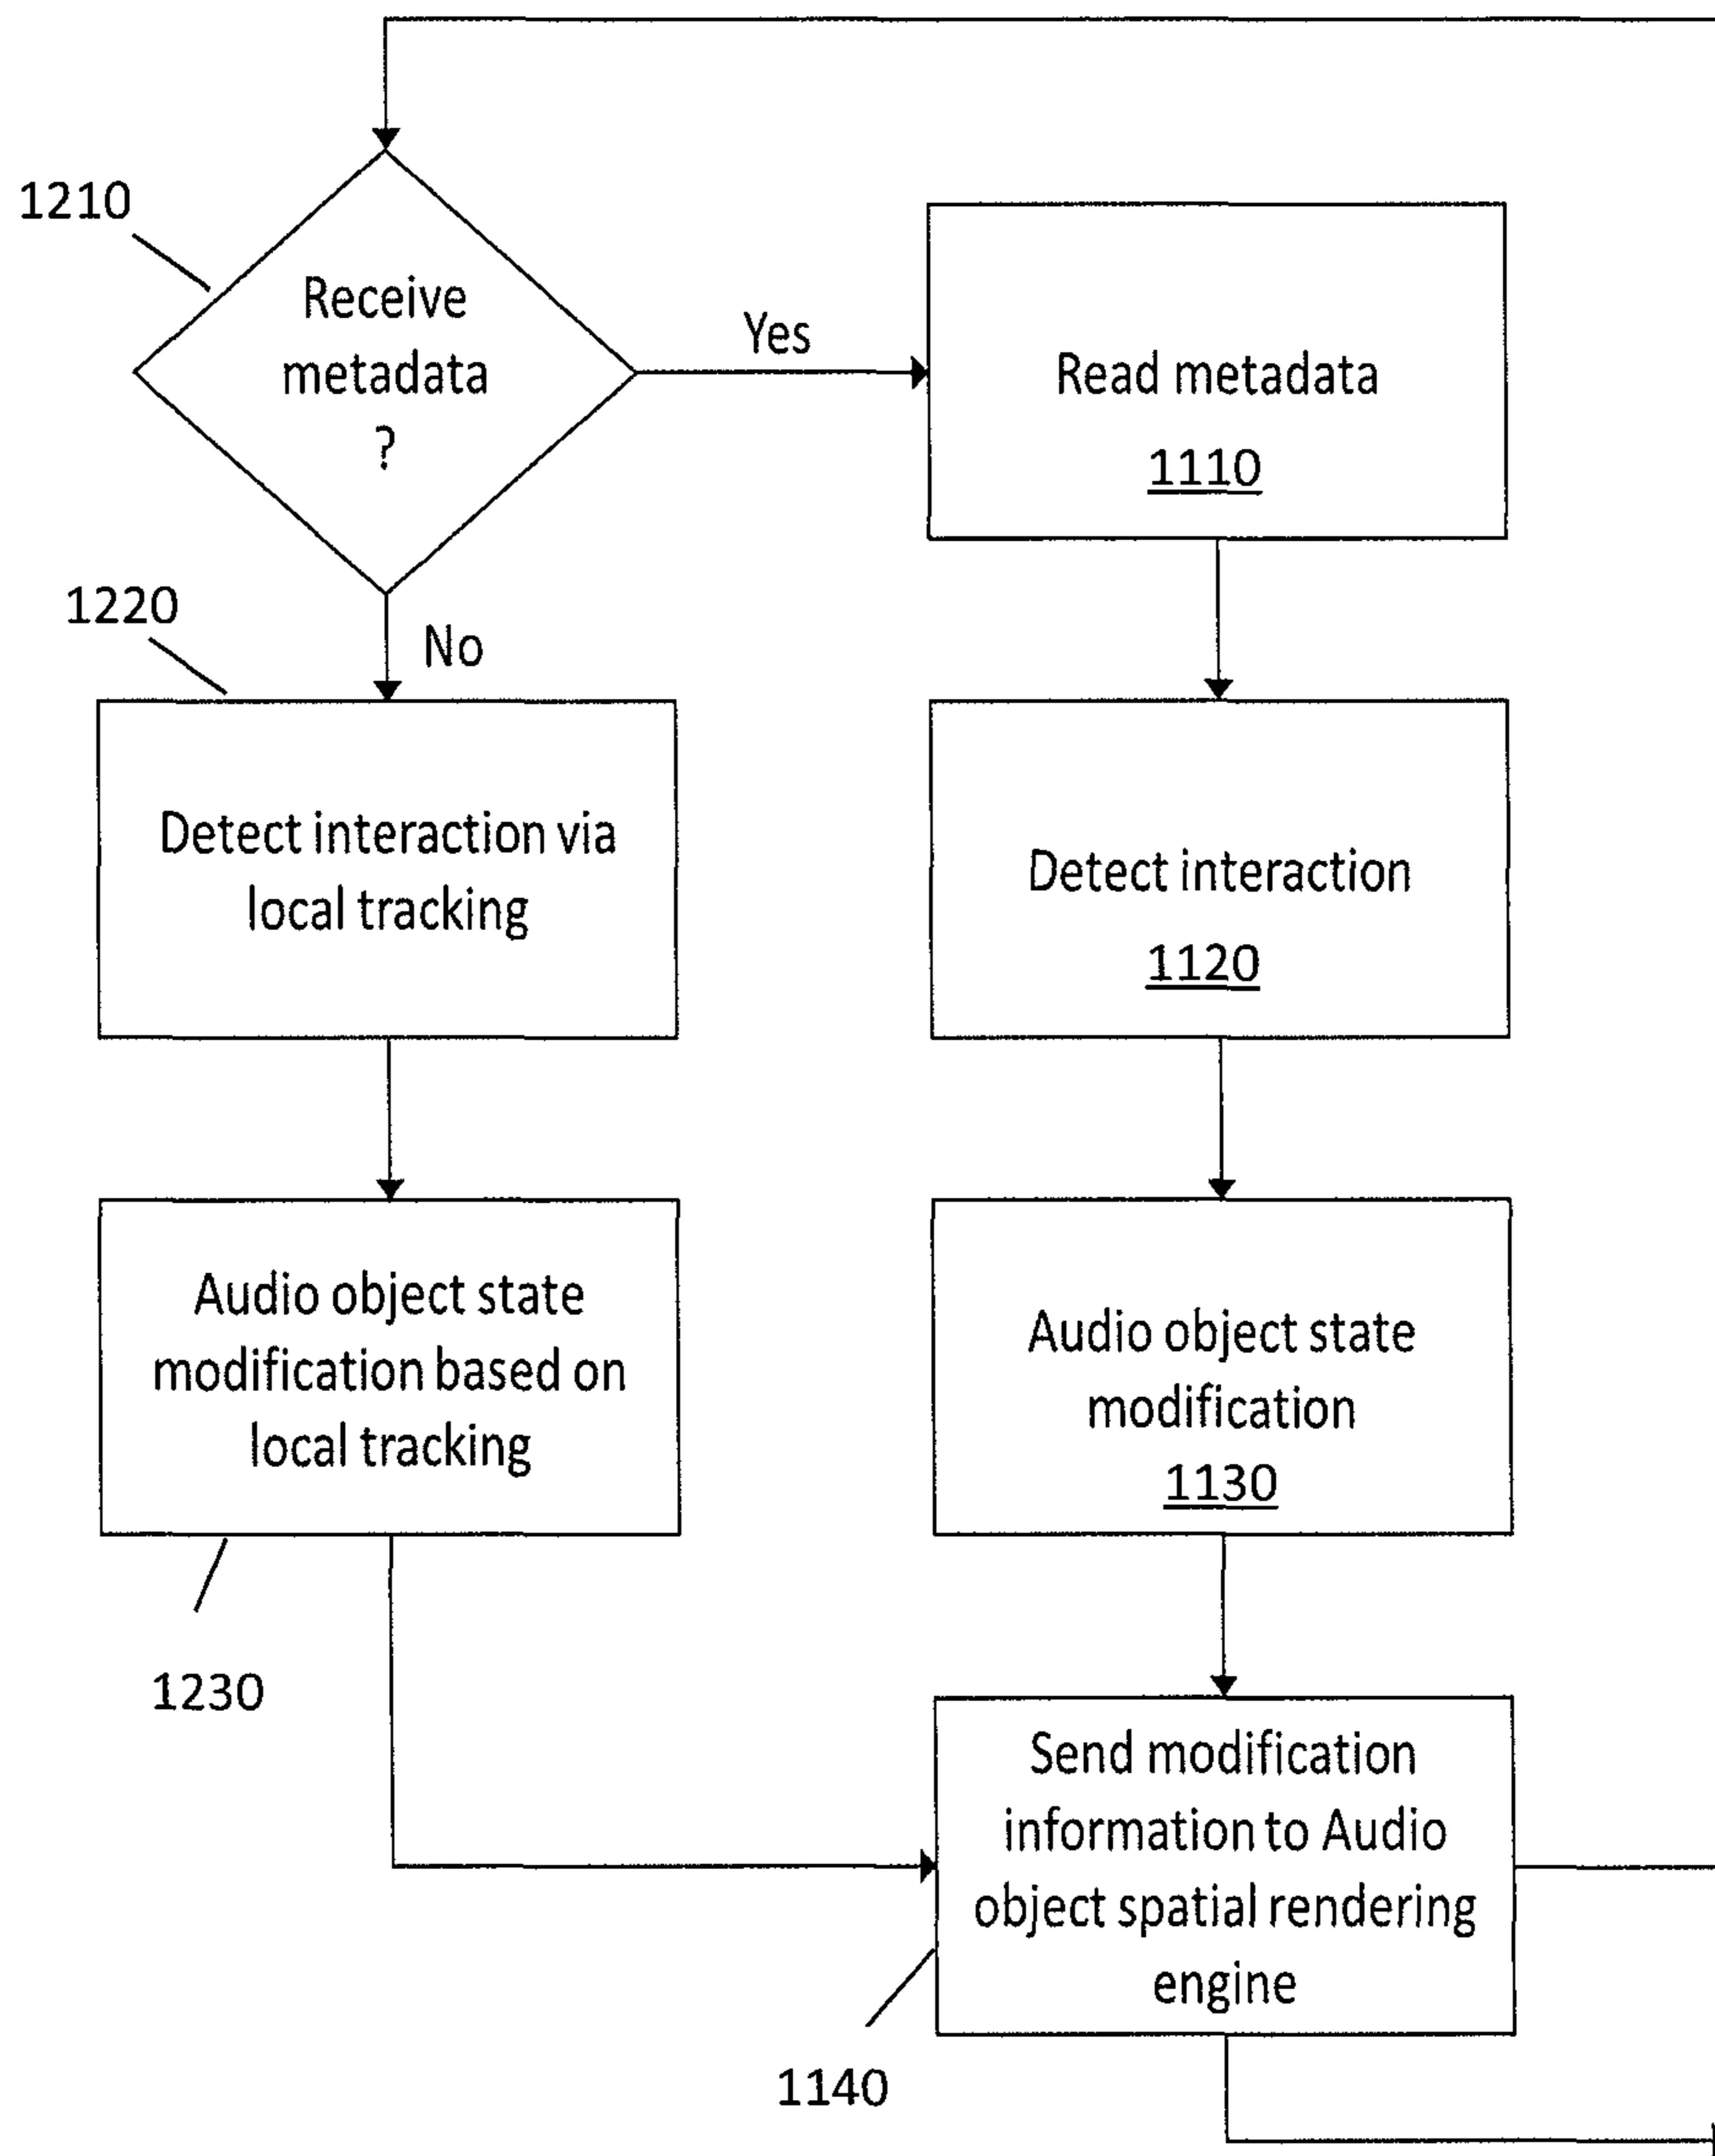 1210
Receive
metadata
?
Yes
Read metadata
1110
1220
No
Detect interaction via
local tracking
Detect interaction
1120
Audio object state
modification based on
local tracking
1230
Audio object state
modification
1130
Send modification
information to Audio
object spatial rendering
engine
1140